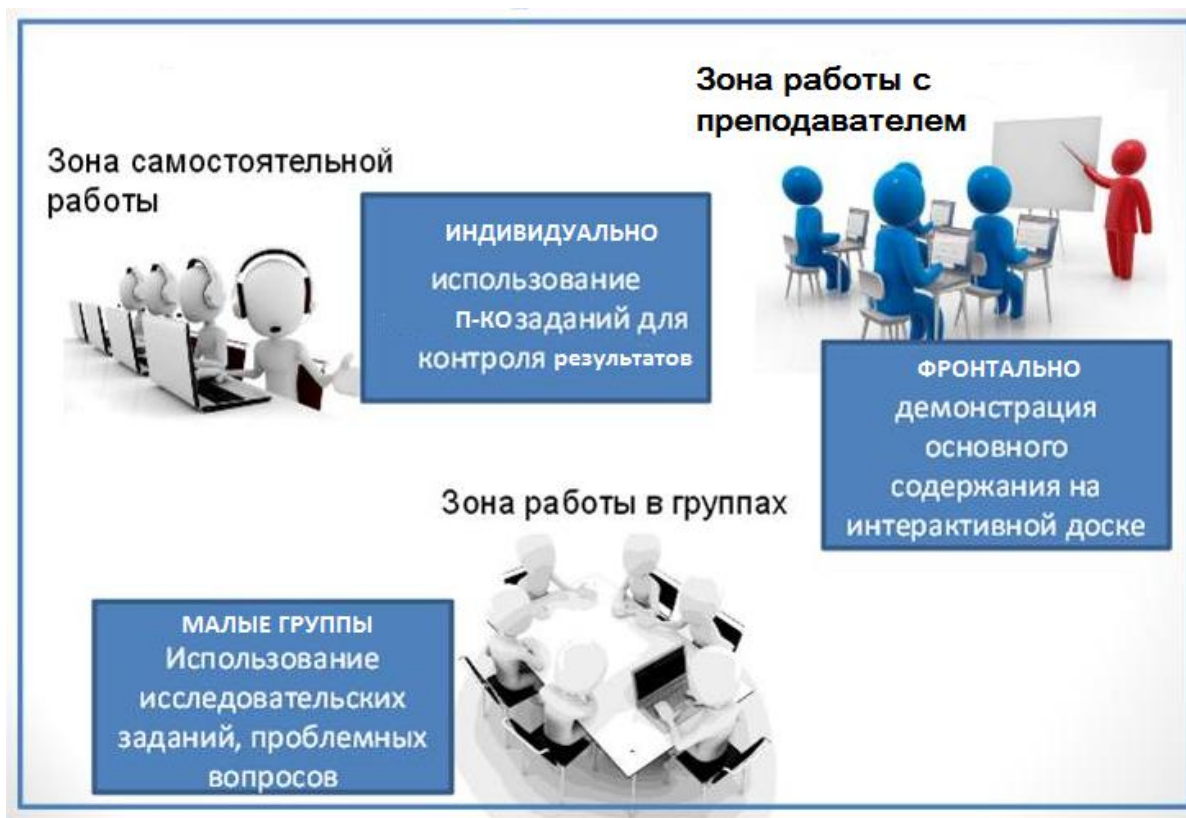 Зона работы с
преподавателем
Зона самостоятельной
работы
ИНДИВИДУАЛЬНО
использование
П-КО заданий для
контроля результатов
ФРОНТАЛЬНО
демонстрация
основного
содержания на
интерактивной доске
Зона работы в группах
МАЛЫЕ ГРУППЫ
Использование
исследовательских
заданий, проблемных
вопросов